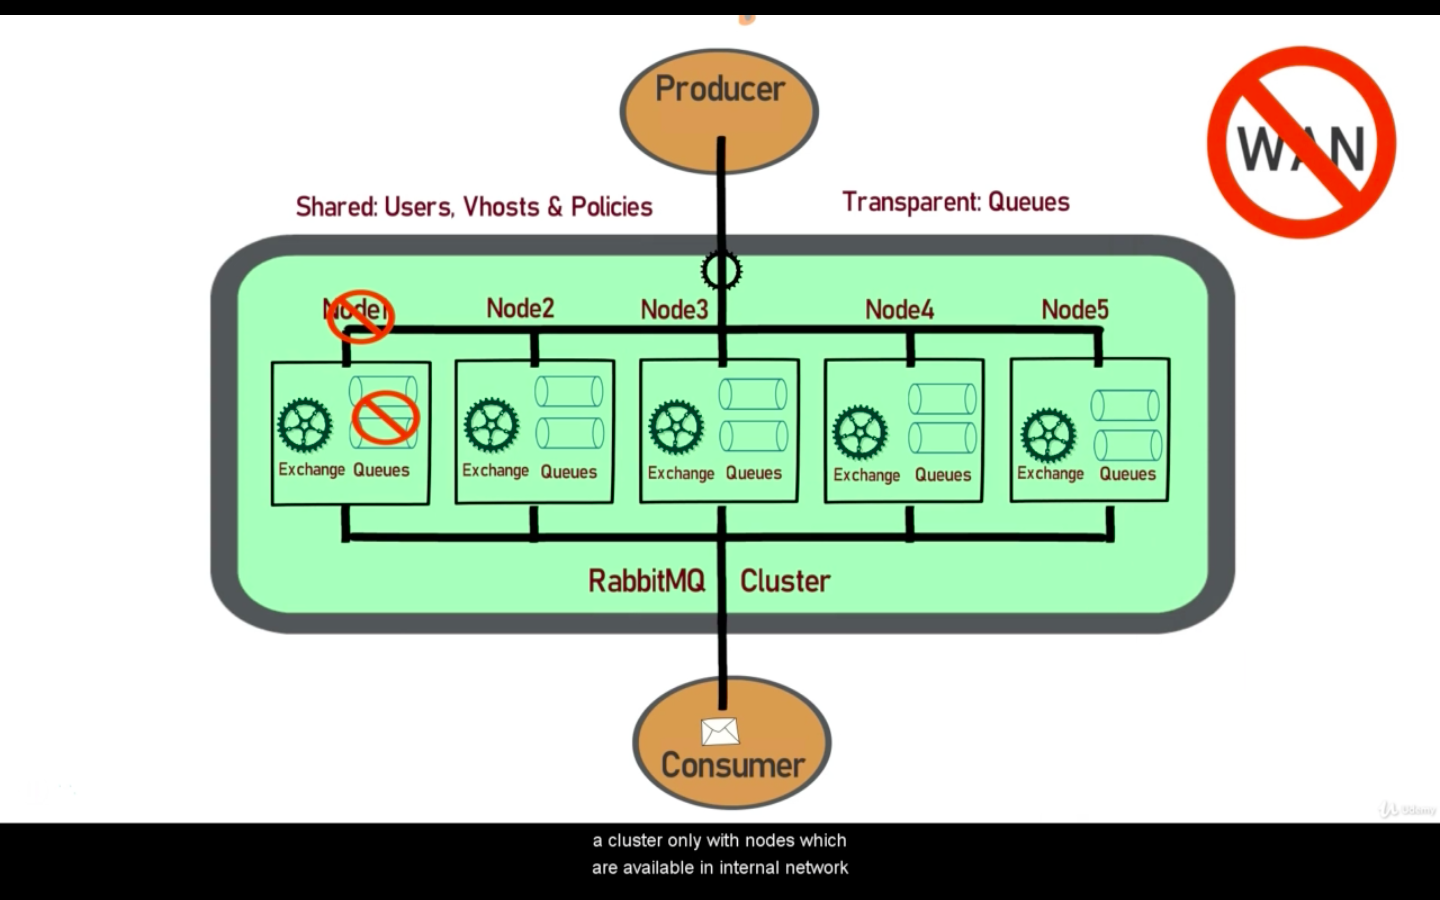 Producer
WAN
Shared: Users, Vhosts & Policies
Transparent: Queues
Node1
Node2
Node3
Node4
Node5
Exchange Queues
Exchange Queues
Exchange Queues
Exchange Queues
Exchange Queues
RabbitMQ Cluster
Consumer
Udemy
a cluster only with nodes which
are available in internal network